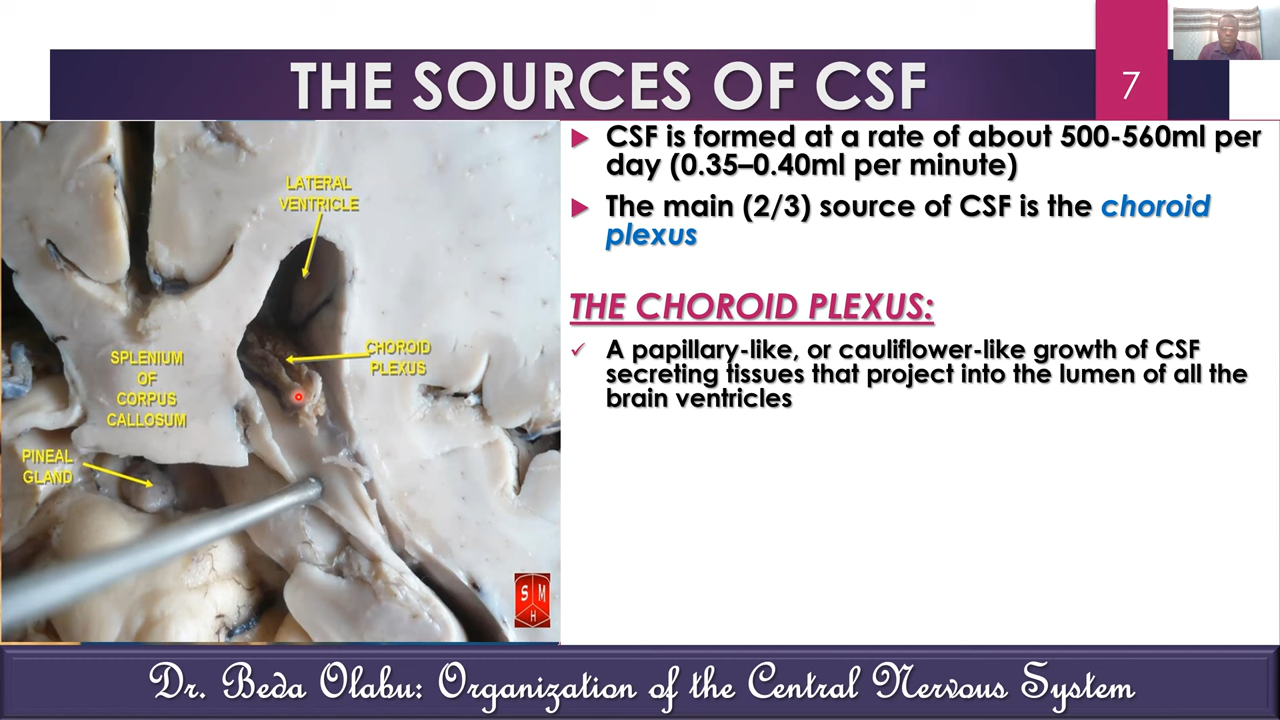 THE SOURCES OF CSF
7
LATERAL
VENTRICLE
CHOROID
PLEXUS
SPLENIUM
OF
CORPUS
CALLOSUM
PINEAL
GLAND
S M
H
CSF is formed at a rate of about 500-560ml per
day (0.35–0.40ml per minute)
The main (2/3) source of CSF is the choroid
plexus
THE CHOROID PLEXUS:
A papillary-like, or cauliflower-like growth of CSF
secreting tissues that project into the lumen of all the
brain ventricles
Dr. Beda Olabu: Organization of the Central Nervous System